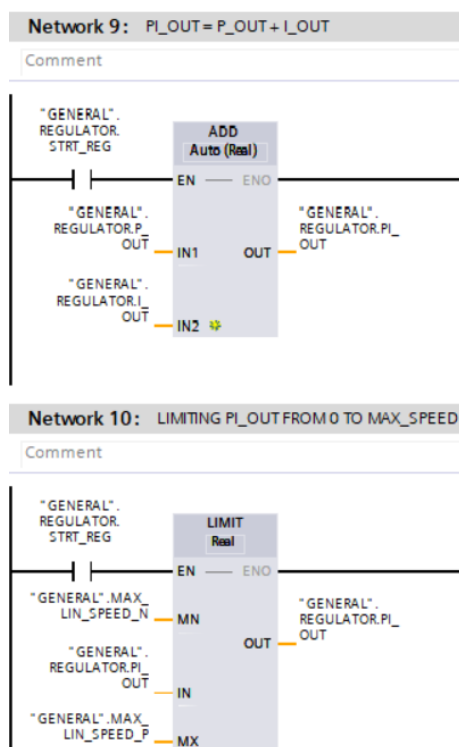 Network 9: PI_OUT = P_OUT + I_OUT
Comment
"GENERAL".
REGULATOR.
STRT_REG
ADD
Auto (Real)
EN ENO
"GENERAL".
REGULATOR.P_
OUT
IN1
OUT
"GENERAL".
REGULATOR.PI_
OUT
"GENERAL".
REGULATOR.I_
OUT
IN2
Network 10: LIMITING PI_OUT FROM 0 TO MAX_SPEED
Comment
"GENERAL".
REGULATOR.
STRT_REG
LIMIT
Real
EN ENO
"GENERAL".MAX_
LIN_SPEED_N
MN
OUT
"GENERAL".
REGULATOR.PI_
OUT
"GENERAL".
REGULATOR.PI_
OUT
IN
"GENERAL".MAX_
LIN_SPEED_P
MX